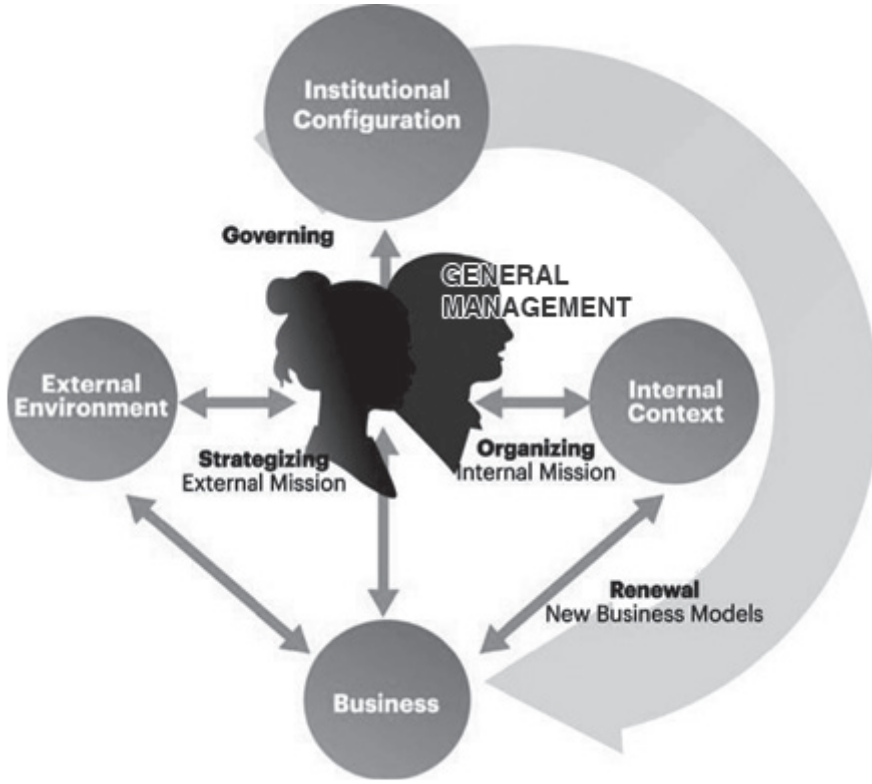 Institutional
Configuration
Governing
GENERAL
MANAGEMENT
External
Environment
Internal
Context
Strategizing
External Mission
Organizing
Internal Mission
Renewal
New Business Models
Business